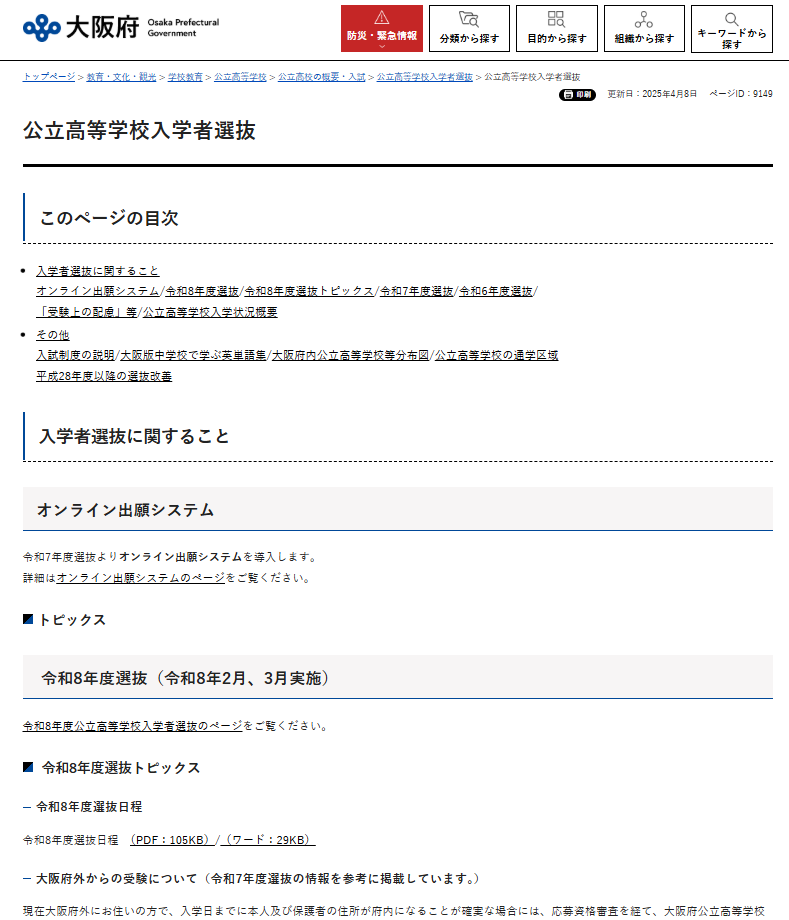 大阪府 Osaka Prefectural Government
防災・緊急情報
分類から探す
目的から探す
組織から探す
キーワードから探す
トップページ > 教育・文化・観光 > 学校教育 > 公立高等学校 > 公立高校の概要・入試 > 公立高等学校入学者選抜 > 公立高等学校入学者選抜
印刷 更新日：2025年4月8日 ページID：9149
公立高等学校入学者選抜
このページの目次
入学者選抜に関すること
オンライン出願システム/令和8年度選抜/令和8年度選抜トピックス/令和7年度選抜/令和6年度選抜/
「受験上の配慮」等/公立高等学校入学状況概要
その他
入試制度の説明/大阪版中学校で学ぶ英単語集/大阪府内公立高等学校等分布図/公立高等学校の通学区域
平成28年度以降の選抜改善
入学者選抜に関すること
オンライン出願システム
令和7年度選抜よりオンライン出願システムを導入します。
詳細はオンライン出願システムのページをご覧ください。
トピックス
令和8年度選抜（令和8年2月、3月実施）
令和8年度公立高等学校入学者選抜のページをご覧ください。
令和8年度選抜トピックス
令和8年度選抜日程
令和8年度選抜日程 （PDF：105KB）/（ワード：29KB）
大阪府外からの受験について（令和7年度選抜の情報を参考に掲載しています。）
現在大阪府外にお住いの方で、入学日までに本人及び保護者の住所が府内になることが確実な場合には、応募資格審査を経て、大阪府公立高等学校